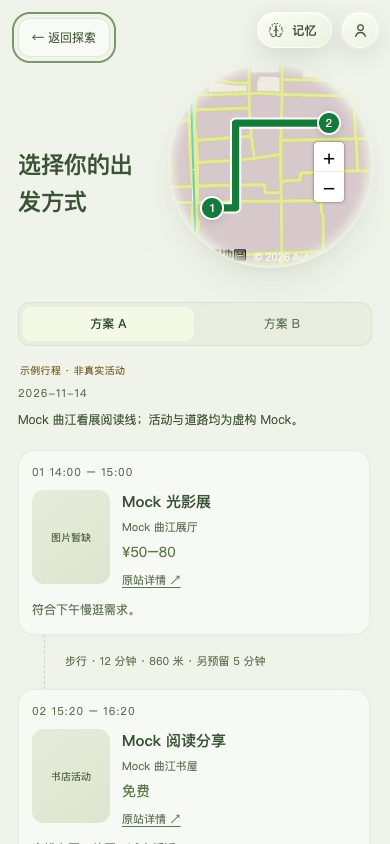 ← 返回探索
记忆
选择你的出
发方式
2
1
+
−
地图
© 2026 Aut
方案 A
方案 B
示例行程 · 非真实活动
2026-11-14
Mock 曲江看展阅读线；活动与道路均为虚构 Mock。
01 14:00 — 15:00
图片暂缺
Mock 光影展
Mock 曲江展厅
¥50—80
原站详情 ↗
符合下午慢逛需求。
步行 · 12 分钟 · 860 米 · 另预留 5 分钟
02 15:20 — 16:20
书店活动
Mock 阅读分享
Mock 曲江书屋
免费
原站详情 ↗